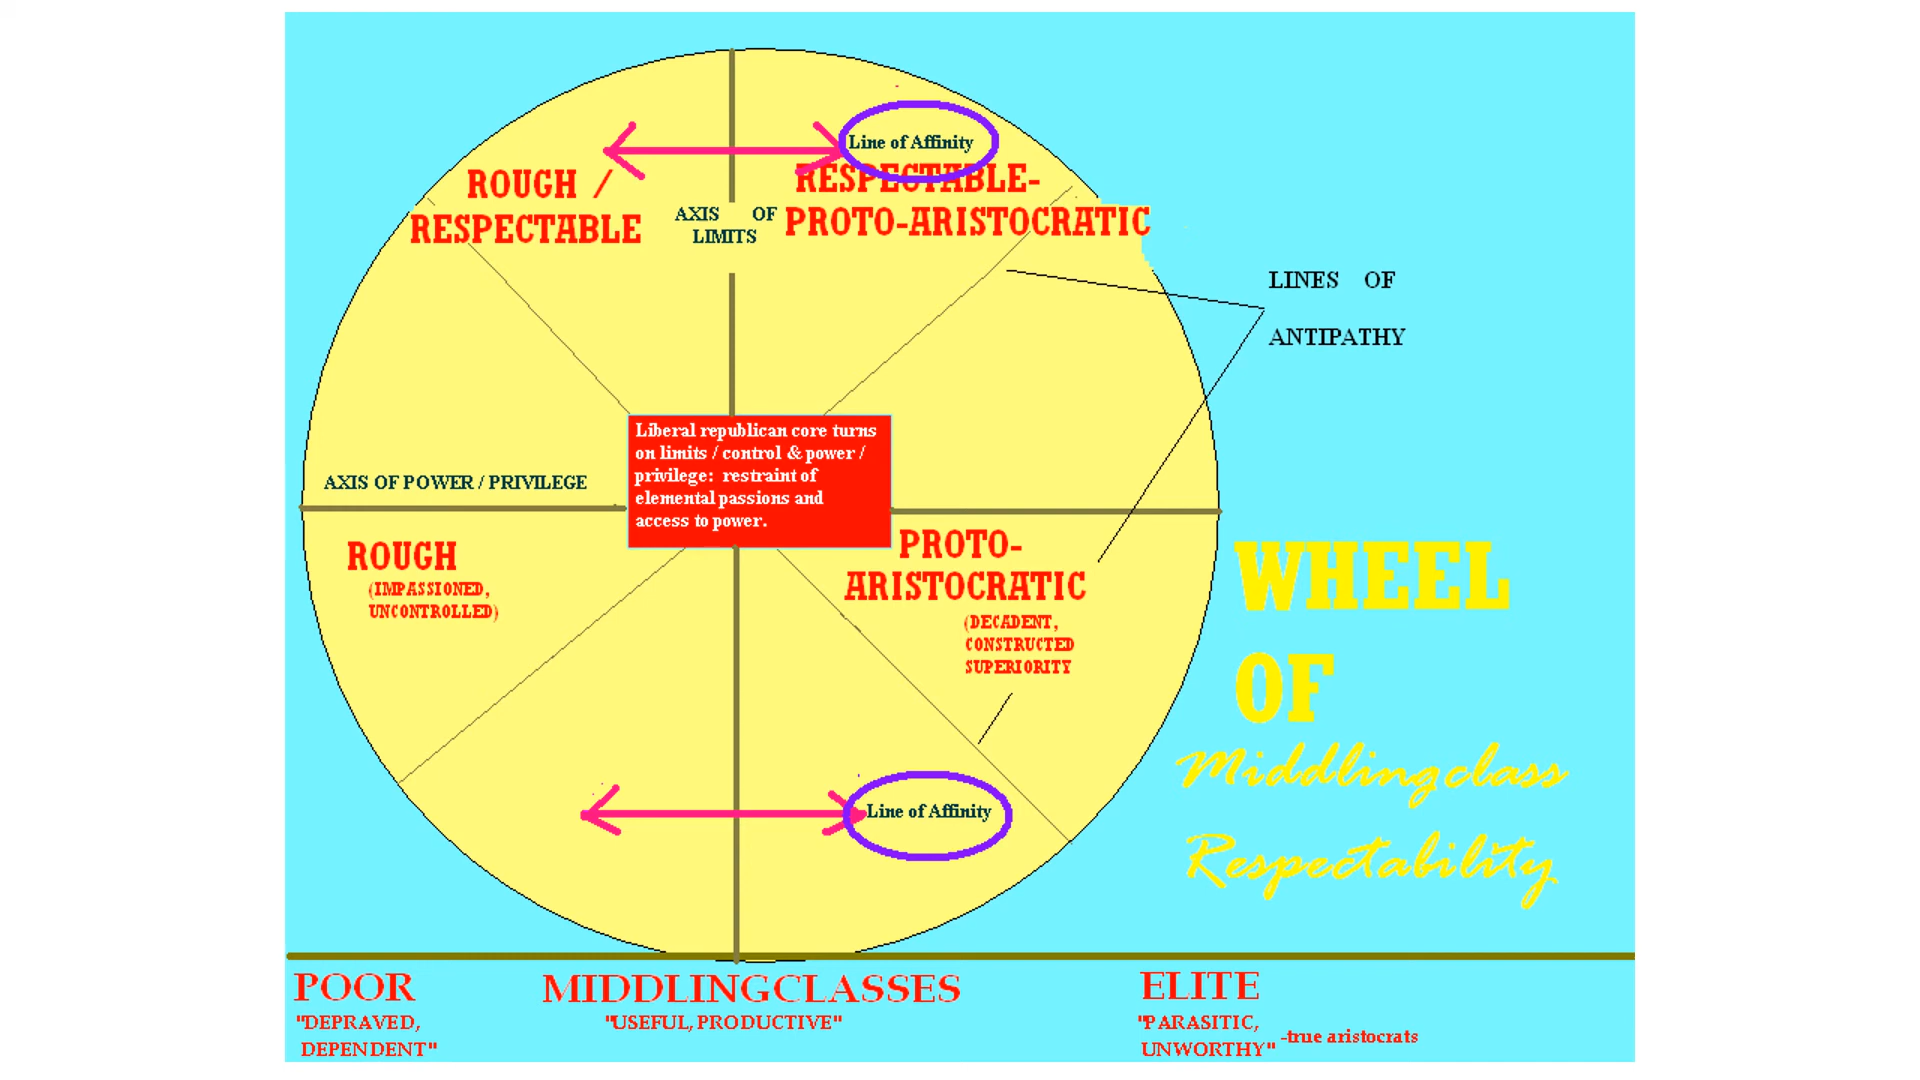 Line of Affinity
ROUGH /
RESPECTABLE
RESPECTABLE-
PROTO-ARISTOCRATIC
AXIS OF
LIMITS
LINES OF
ANTIPATHY
Liberal republican core turns
on limits / control & power /
privilege: restraint of
elemental passions and
access to power.
AXIS OF POWER / PRIVILEGE
ROUGH
(IMPASSIONED,
UNCONTROLLED)
PROTO-
ARISTOCRATIC
(DECADENT,
CONSTRUCTED
SUPERIORITY
WHEEL
OF
Middlingclass
Respectability
Line of Affinity
POOR
"DEPRAVED,
DEPENDENT"
MIDDLINGCLASSES
"USEFUL, PRODUCTIVE"
ELITE
"PARASITIC,
UNWORTHY"
-true aristocrats